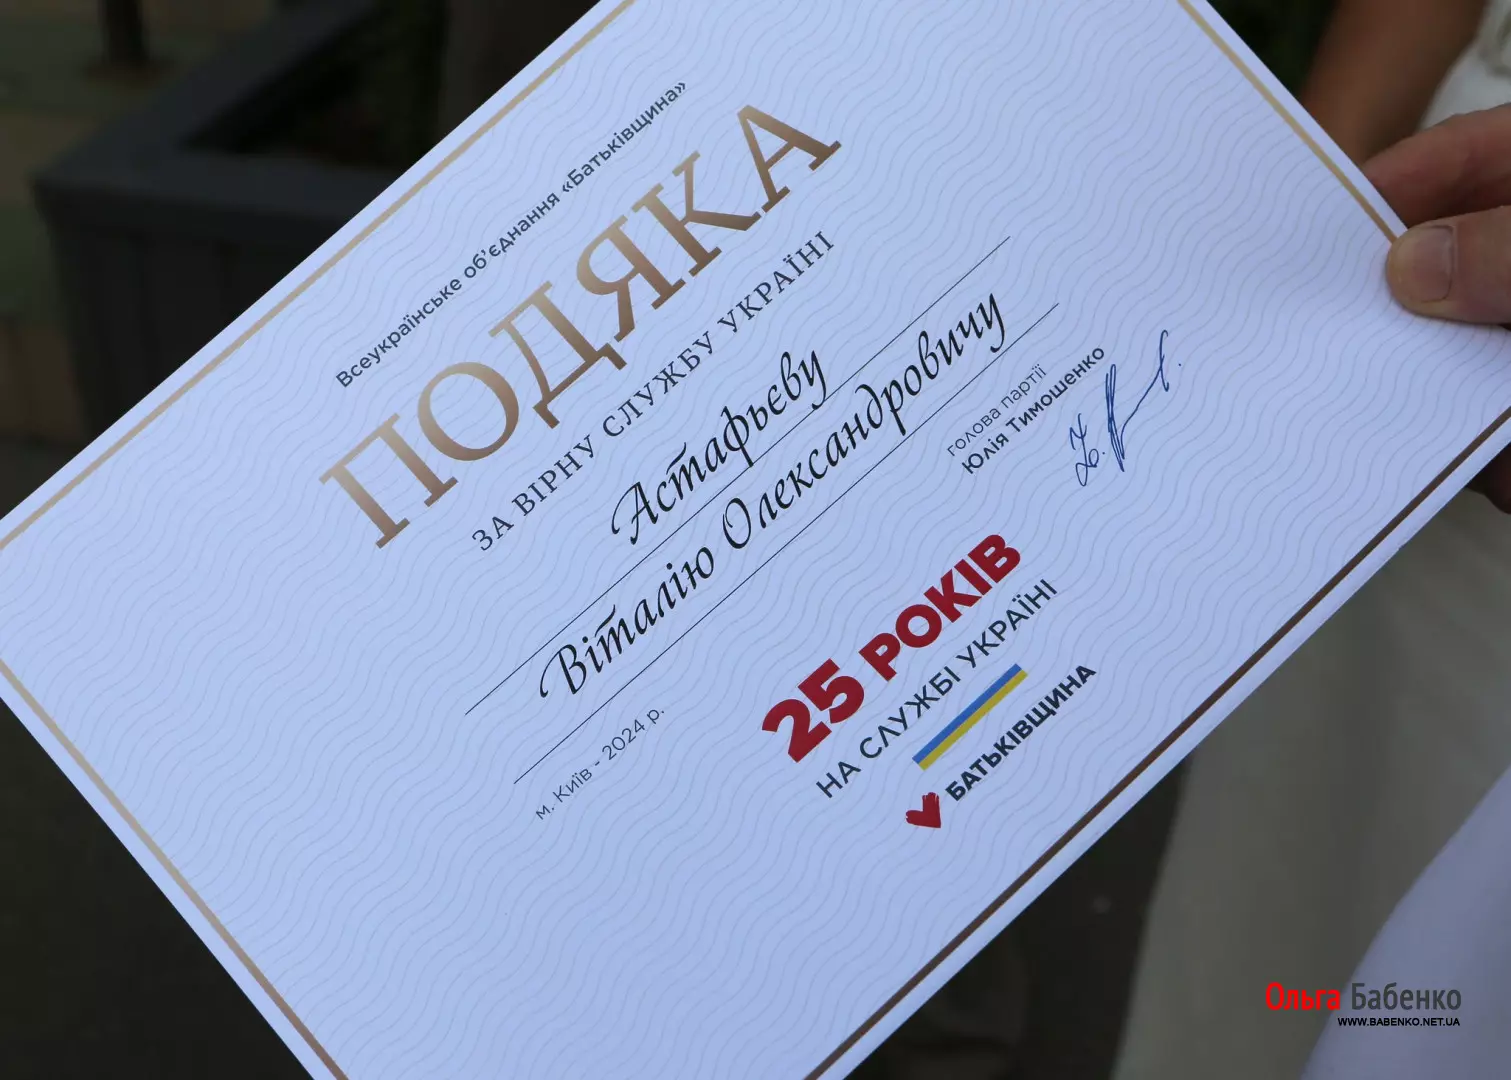 Всеукраїнське об’єднання «Батьківщина»
ПОДЯКА
ЗА ВІРНУ СЛУЖБУ УКРАЇНІ
Астафьєву
Віталію Олександровичу
голова партії
Юлія Тимошенко
м. Київ - 2024 р.
25 РОКІВ
НА СЛУЖБІ УКРАЇНІ
БАТЬКІВЩИНА
Ольга Бабенко
WWW.BABENKO.NET.UA